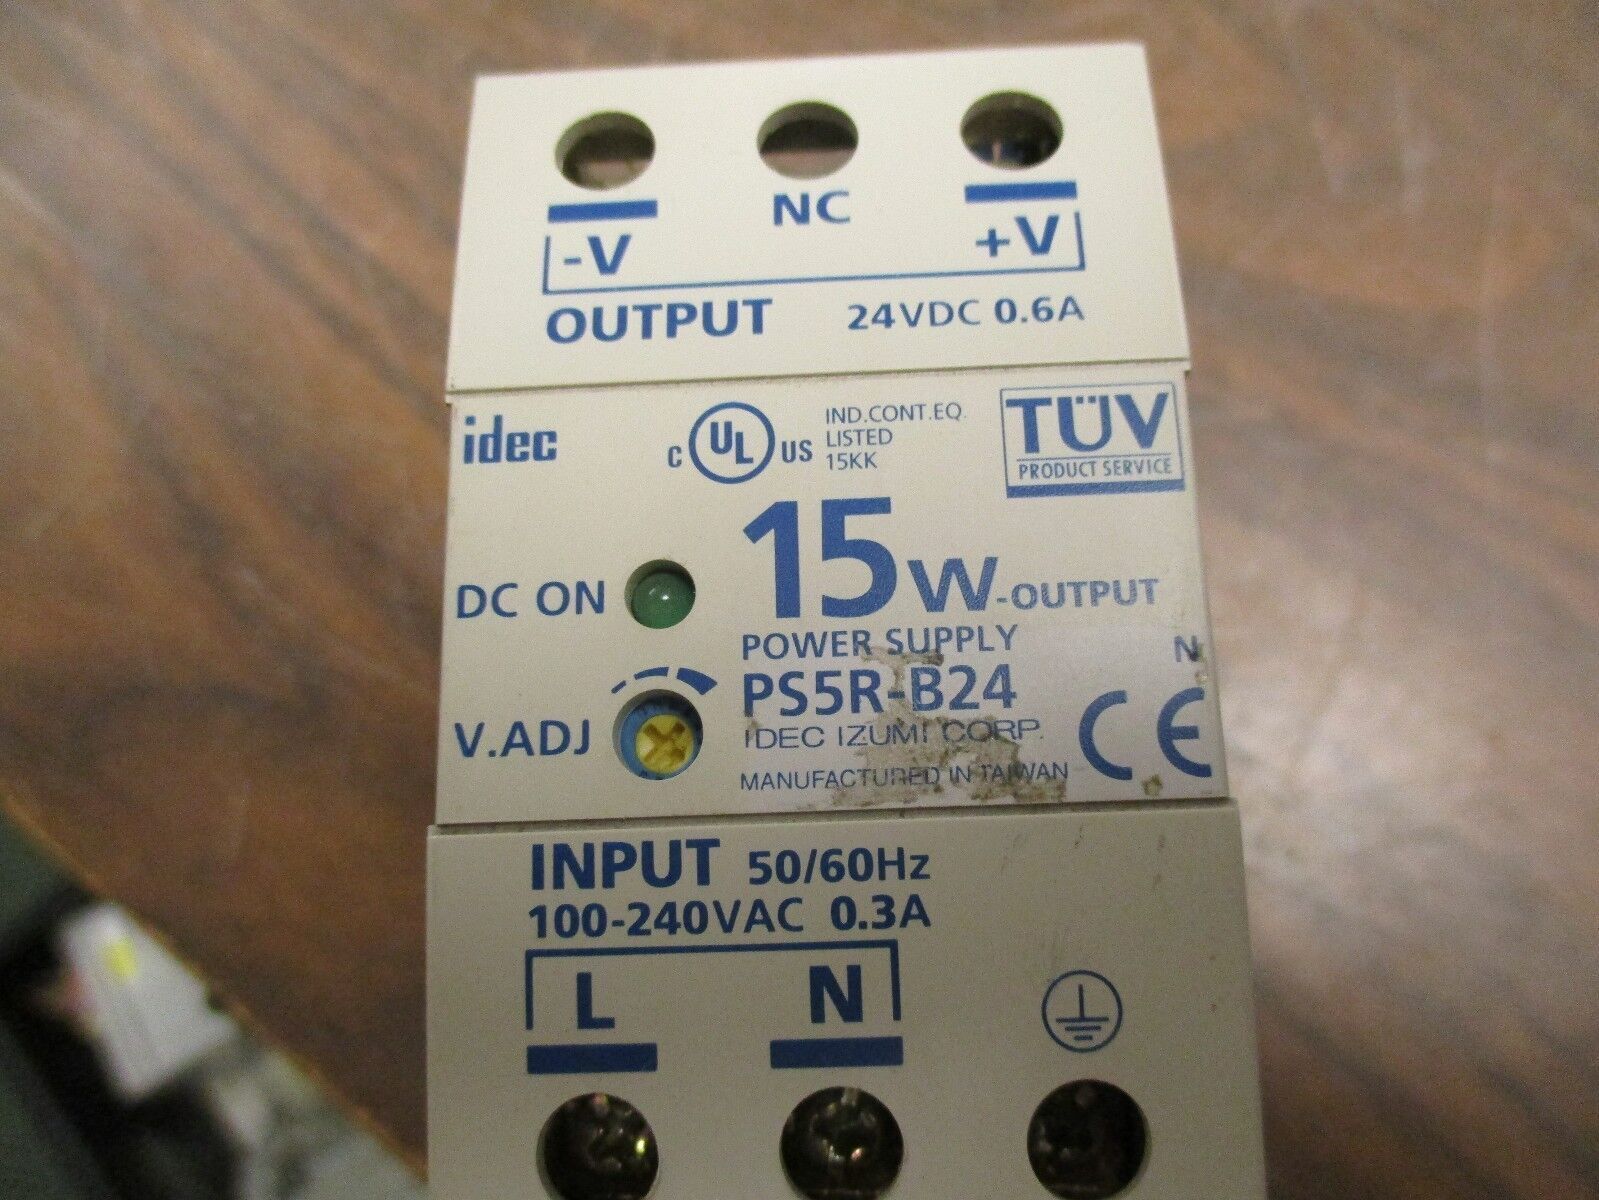 NC
-V +V
OUTPUT 24VDC 0.6A
idec
C UL US
IND.CONT.EQ.
LISTED
15KK
TÜV
PRODUCT SERVICE
DC ON
15W-OUTPUT
POWER SUPPLY
N
PS5R-B24
V.ADJ
IDEC IZUMI CORP.
CE
MANUFACTURED IN TAIWAN
INPUT 50/60Hz
100-240VAC 0.3A
L N